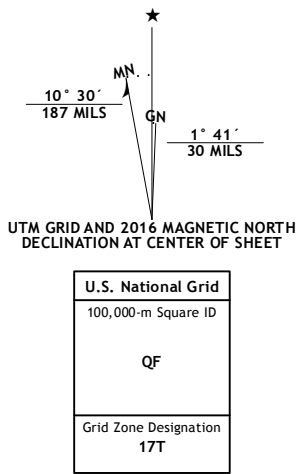 ★
MN
GN
10° 30´
187 MILS
1° 41´
30 MILS
UTM GRID AND 2016 MAGNETIC NORTH
DECLINATION AT CENTER OF SHEET
U.S. National Grid
100,000-m Square ID
QF
Grid Zone Designation
17T